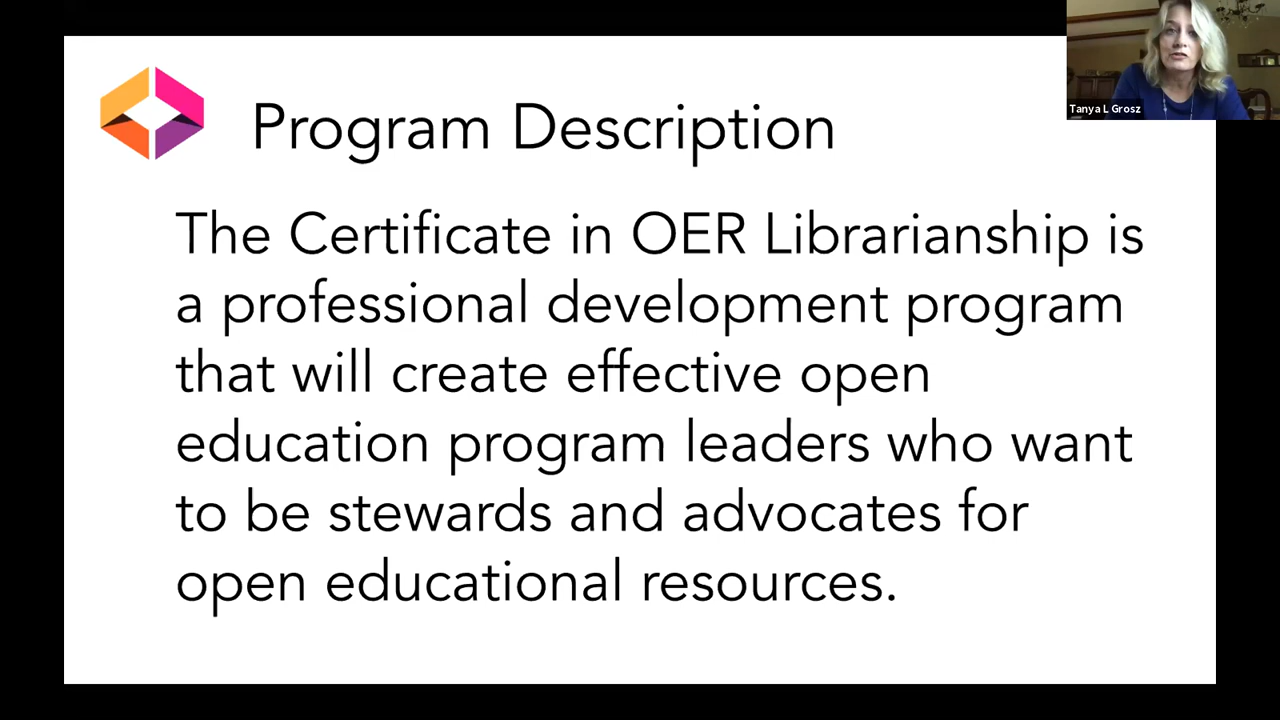 Program Description
The Certificate in OER Librarianship is
a professional development program
that will create effective open
education program leaders who want
to be stewards and advocates for
open educational resources.
Tanya L Grosz